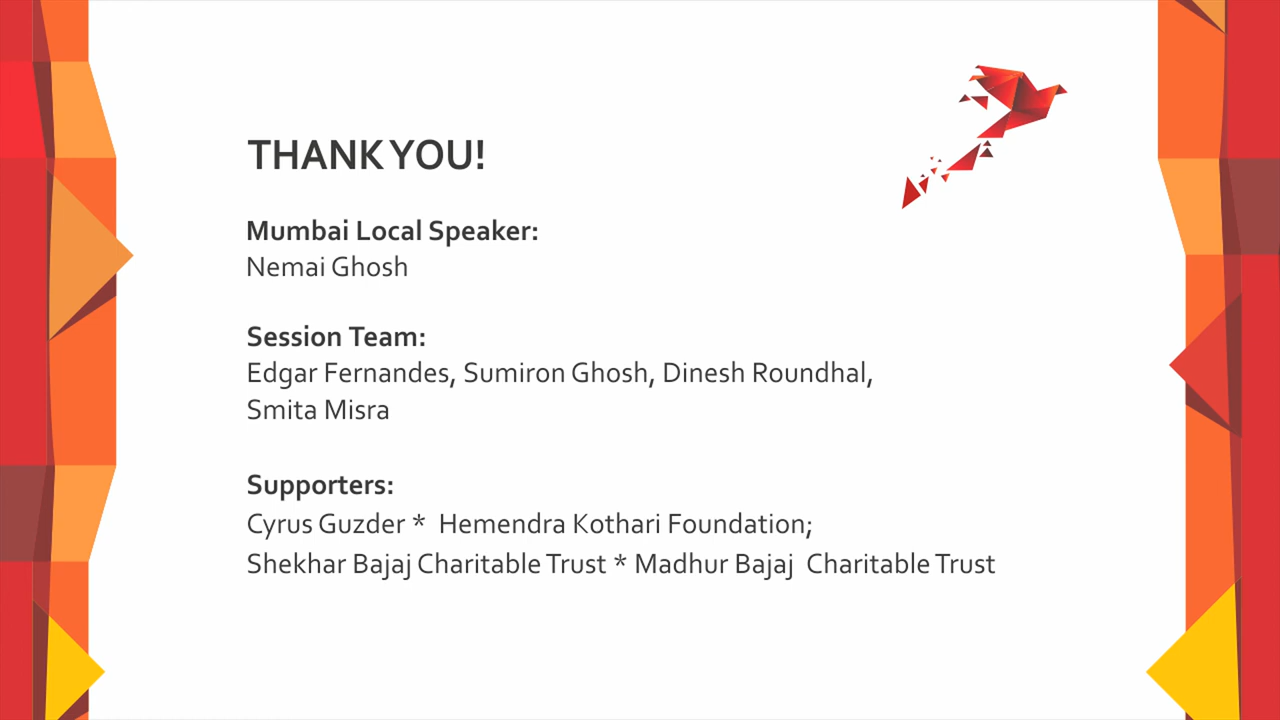 THANK YOU!
Mumbai Local Speaker:
Nemai Ghosh
Session Team:
Edgar Fernandes, Sumiron Ghosh, Dinesh Roundhal,
Smita Misra
Supporters:
Cyrus Guzder * Hemendra Kothari Foundation;
Shekhar Bajaj Charitable Trust * Madhur Bajaj Charitable Trust